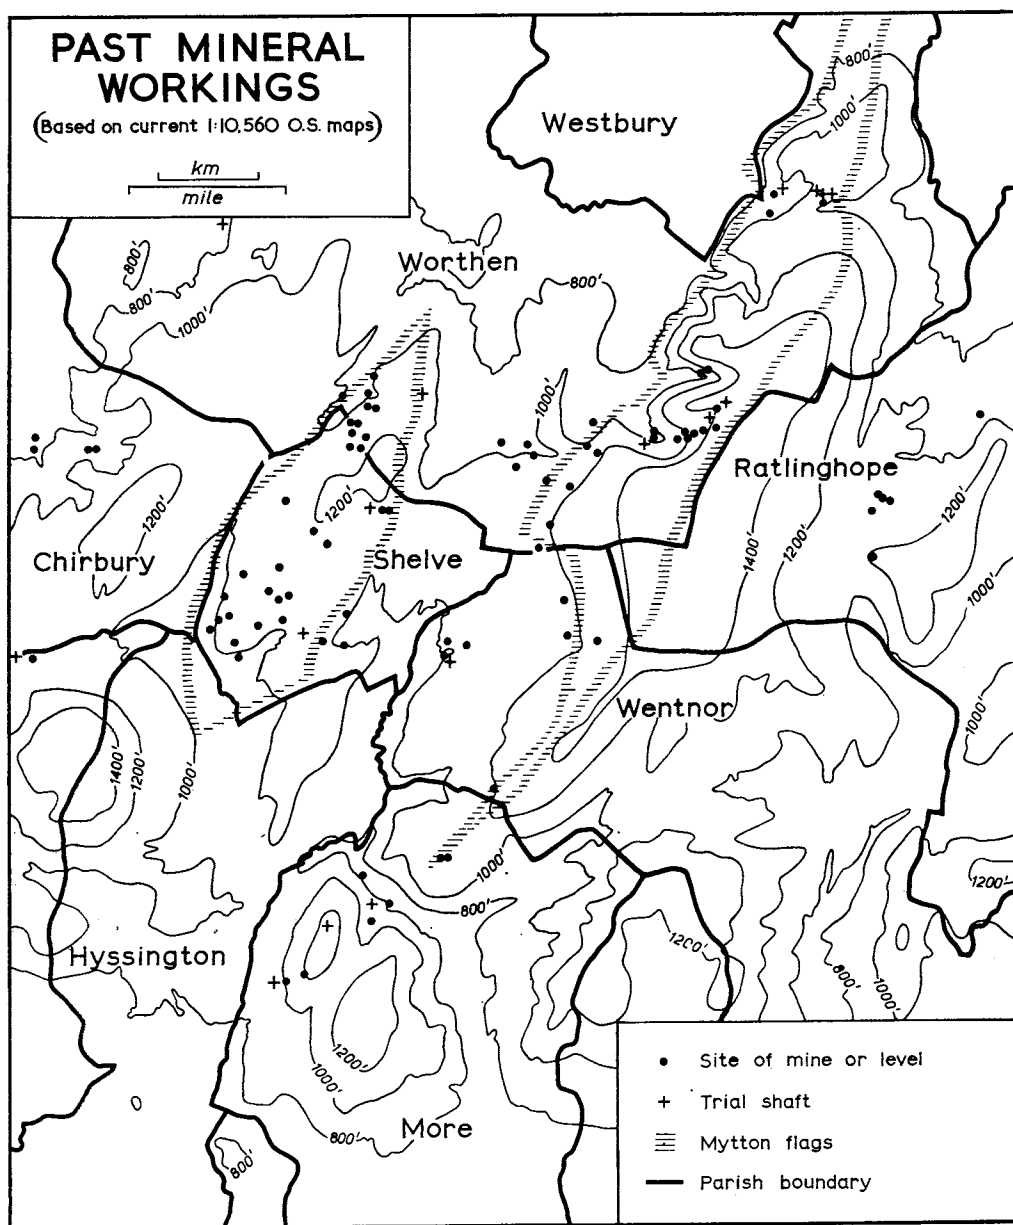 PAST MINERAL
WORKINGS
(Based on current 1:10,560 O.S. maps)
km
mile
Westbury
800'
1000'
Worthen
800'
800'
800'
1000'
1000'
Ratlinghope
1200'
1200'
1200'
1400'
1200'
Chirbury
Shelve
1000'
Wentnor
1000'
1400'
1200'
1000'
1000'
800'
1200'
Hyssington
1200'
800'
1000'
1200'
1000'
800'
More
800'
Site of mine or level
Trial shaft
Mytton flags
Parish boundary